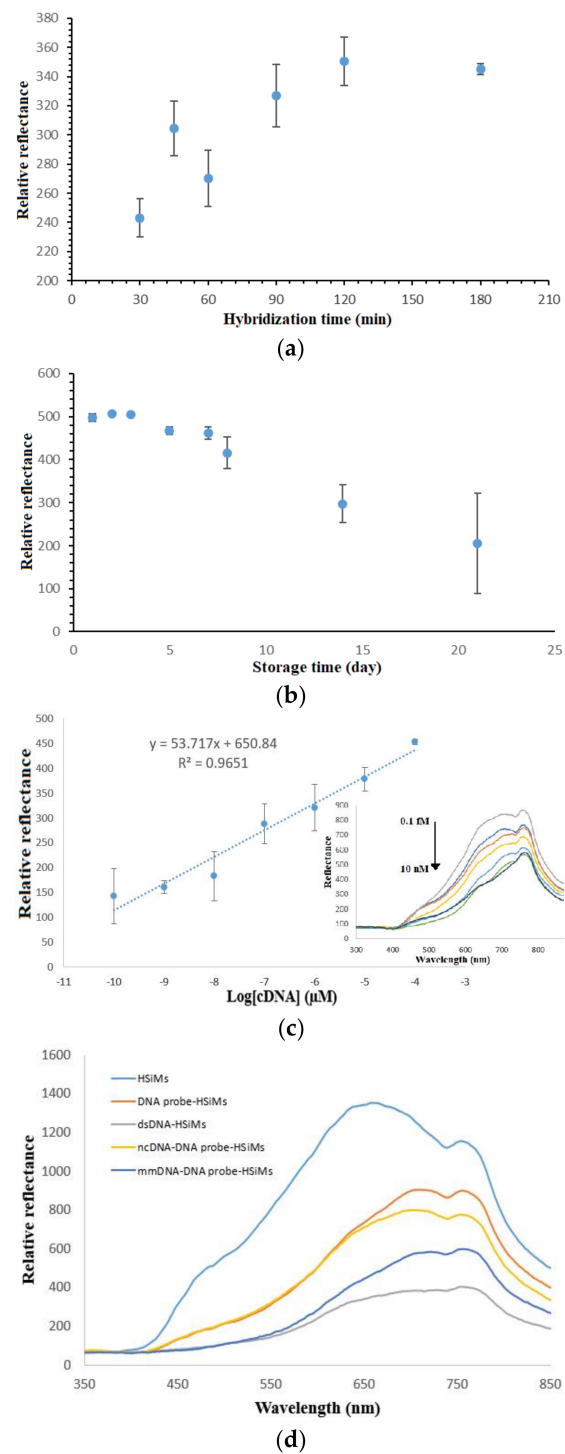 Relative reflectance
380
360
340
320
300
280
260
240
220
200
0 30 60 90 120 150 180 210
Hybridization time (min)
(a)
Relative reflectance
600
500
400
300
200
100
0
0 5 10 15 20 25
Storage time (day)
(b)
Relative reflectance
500
450
400
350
300
250
200
150
100
50
0
y = 53.717x + 650.84
R² = 0.9651
-11 -10 -9 -8 -7 -6 -5 -4 -3
Log[cDNA] (µM)
Reflectance
900
800
700
600
500
400
300
200
100
0
0.1 fM
10 nM
300 400 500 600 700 800
Wavelength (nm)
(c)
Relative reflectance
1600
1400
1200
1000
800
600
400
200
0
HSiMs
DNA probe-HSiMs
dsDNA-HSiMs
ncDNA-DNA probe-HSiMs
mmDNA-DNA probe-HSiMs
350 450 550 650 750 850
Wavelength (nm)
(d)